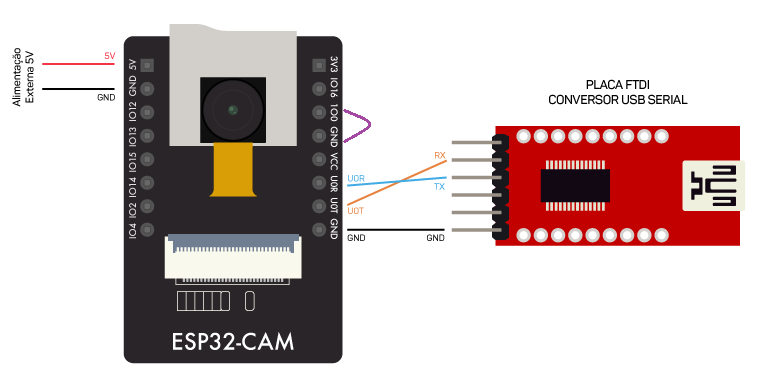 Alimentação
Externa 5V
5V
GND
5V
GND
IO12
IO13
IO15
IO14
IO2
IO4
3V3
IO16
IO0
GND
VCC
U0R
U0T
GND
U0R
U0T
GND
RX
TX
GND
PLACA FTDI
CONVERSOR USB SERIAL
ESP32-CAM